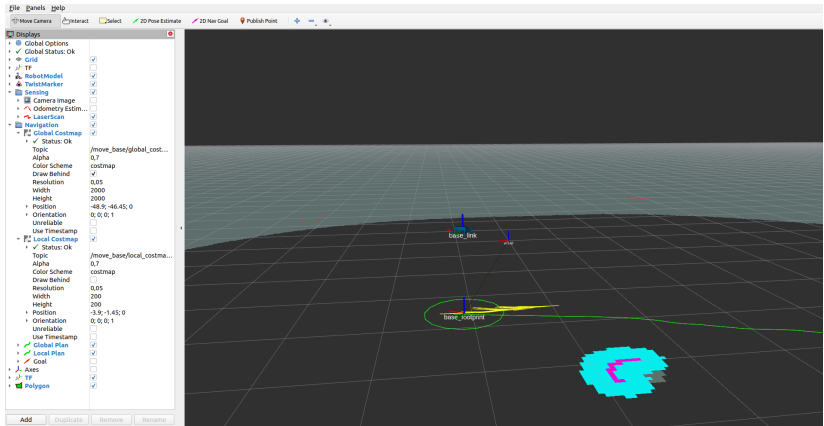 File Panels Help
Move Camera Interact Select 2D Pose Estimate 2D Nav Goal Publish Point
Displays
Global Options
Global Status: Ok
Grid
TF
RobotModel
TwistMarker
Sensing
Camera Image
Odometry Estim...
LaserScan
Navigation
Global Costmap
Status: Ok
Topic /move_base/global_cost...
Alpha 0,7
Color Scheme costmap
Draw Behind
Resolution 0,05
Width 2000
Height 2000
Position -48.9; -46.45; 0
Orientation 0; 0; 0; 1
Unreliable
Use Timestamp
Local Costmap
Status: Ok
Topic /move_base/local_costma...
Alpha 0,7
Color Scheme costmap
Draw Behind
Resolution 0,05
Width 200
Height 200
Position -3.9; -1.45; 0
Orientation 0; 0; 0; 1
Unreliable
Use Timestamp
Global Plan
Local Plan
Goal
Axes
TF
Polygon
Add Duplicate Remove Rename
base_link
base_footprint